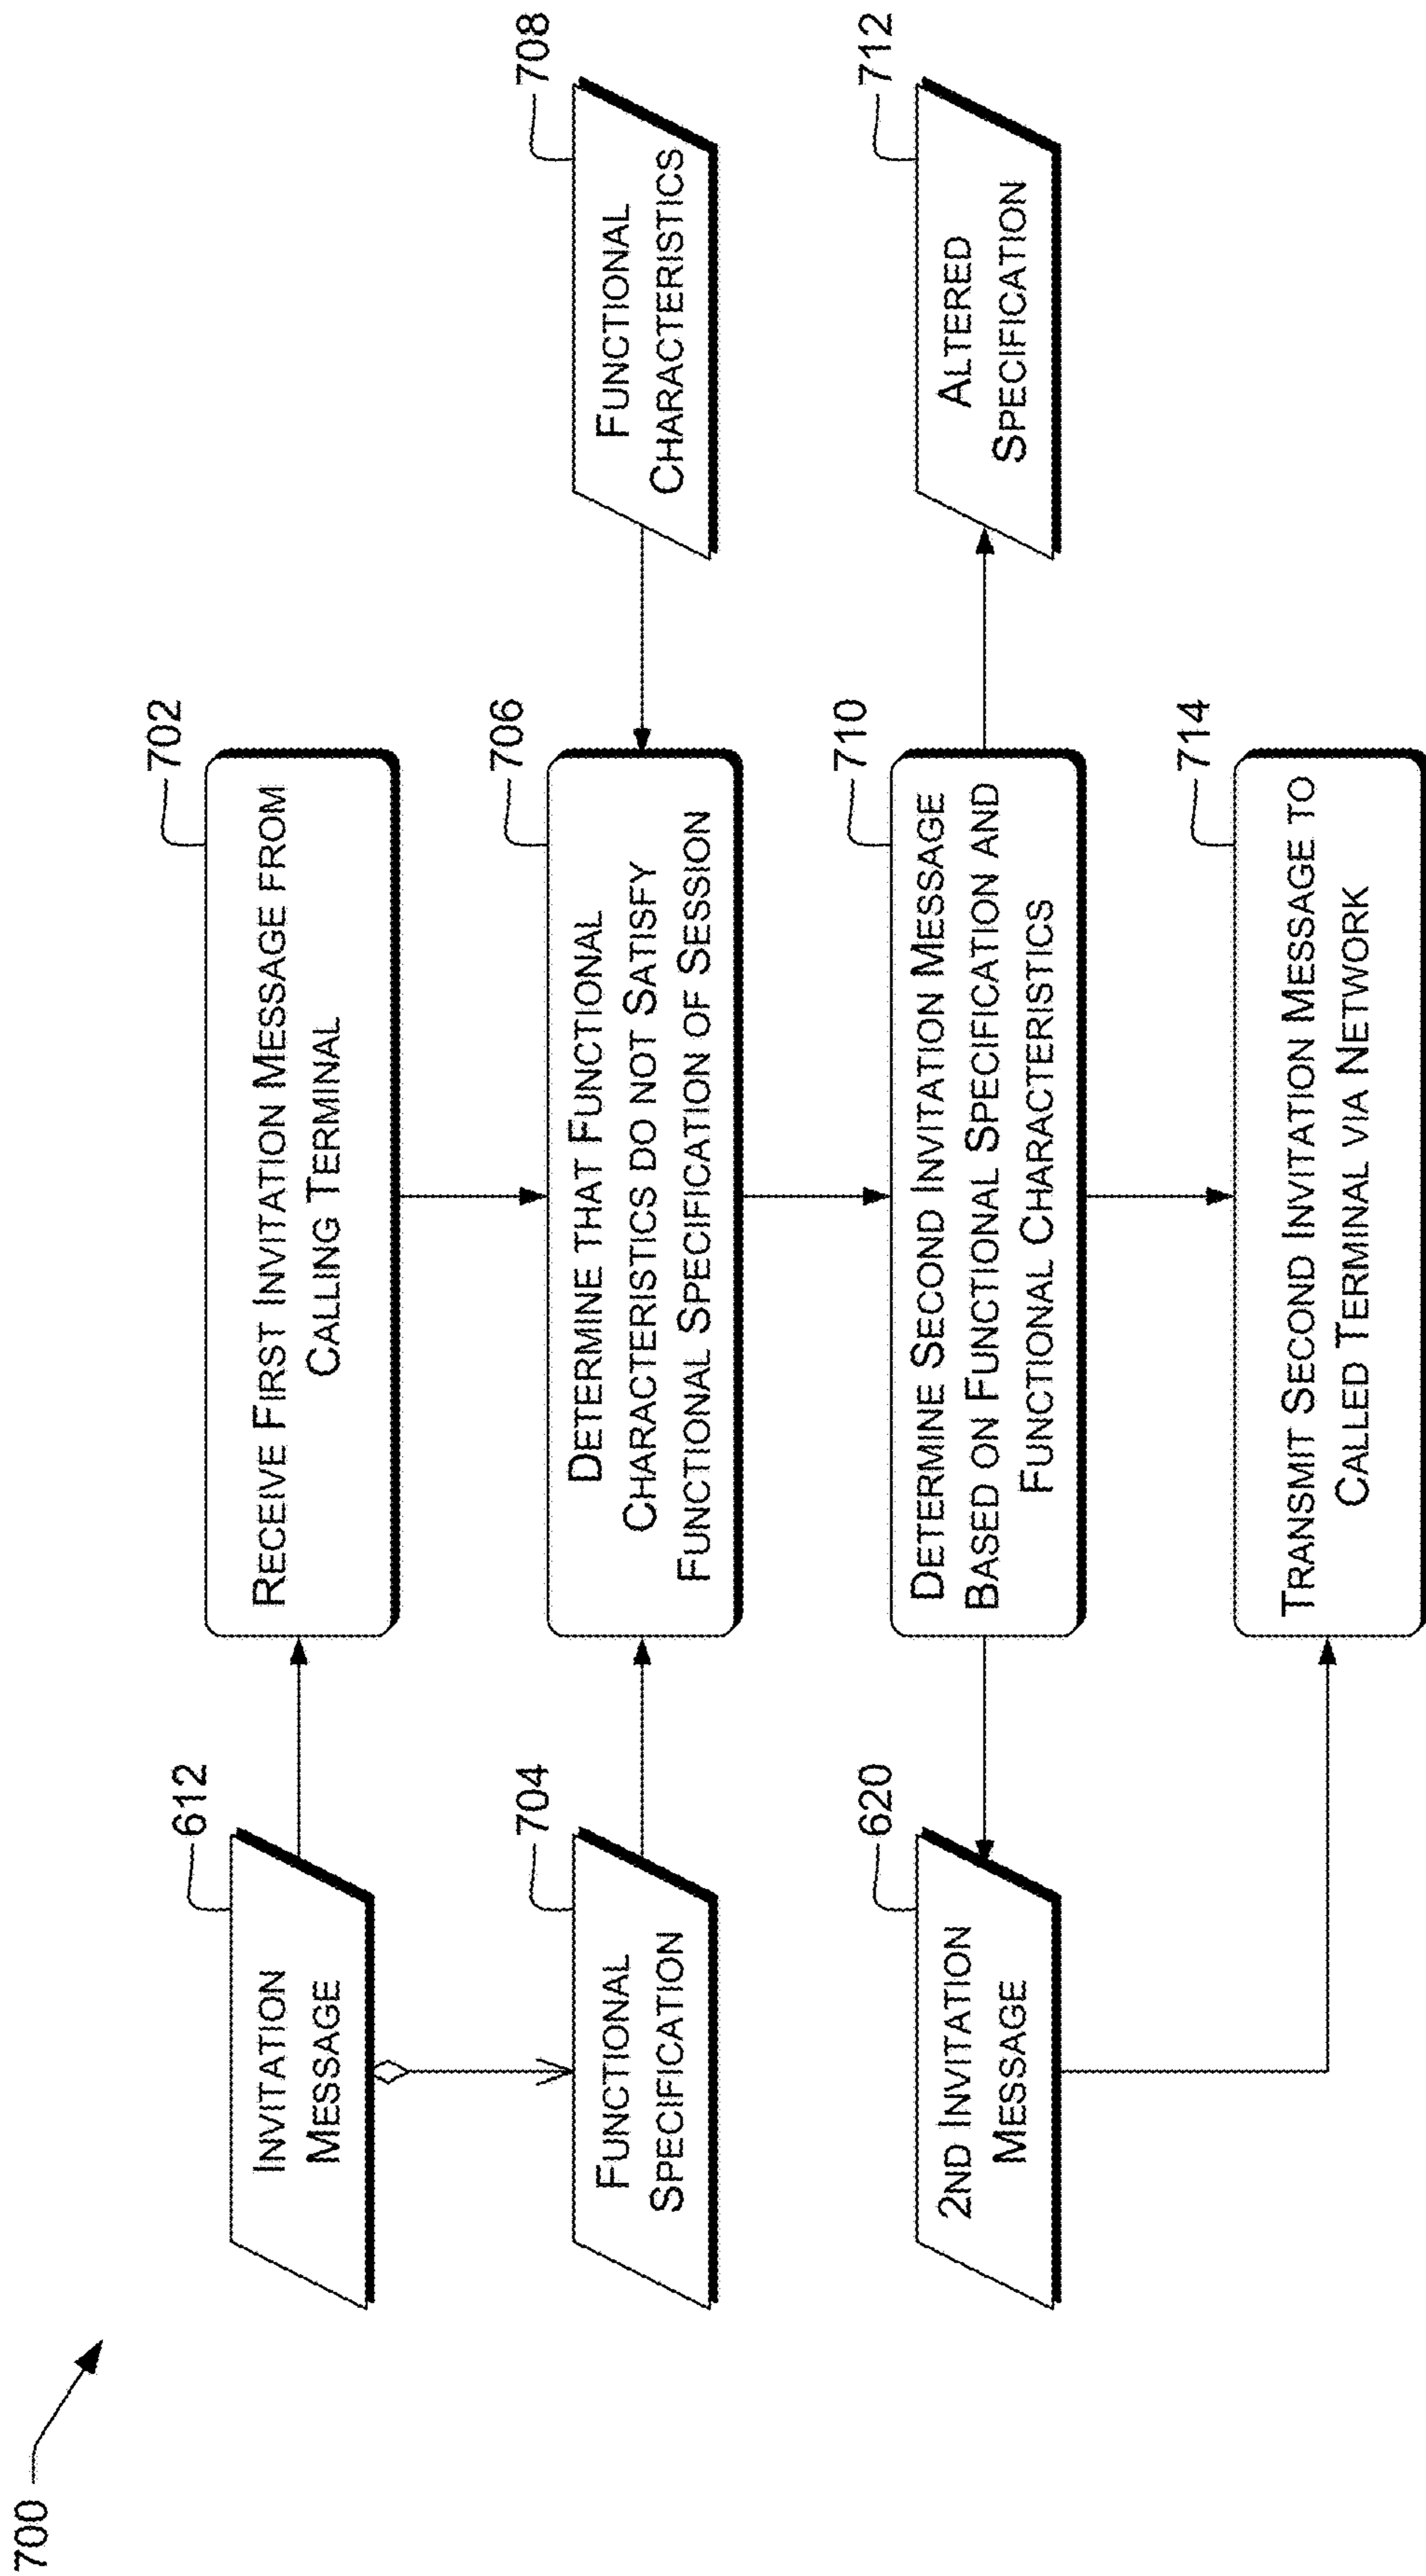 700
612
INVITATION
MESSAGE
702
RECEIVE FIRST INVITATION MESSAGE FROM
CALLING TERMINAL
704
FUNCTIONAL
SPECIFICATION
706
DETERMINE THAT FUNCTIONAL
CHARACTERISTICS DO NOT SATISFY
FUNCTIONAL SPECIFICATION OF SESSION
708
FUNCTIONAL
CHARACTERISTICS
620
2ND INVITATION
MESSAGE
710
DETERMINE SECOND INVITATION MESSAGE
BASED ON FUNCTIONAL SPECIFICATION AND
FUNCTIONAL CHARACTERISTICS
712
ALTERED
SPECIFICATION
714
TRANSMIT SECOND INVITATION MESSAGE TO
CALLED TERMINAL VIA NETWORK